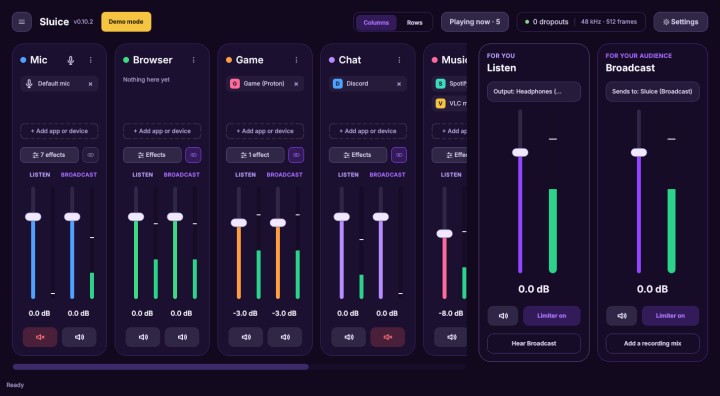 Sluice v0.10.2 Demo mode Columns Rows Playing now · 5 0 dropouts 48 kHz · 512 frames Settings
Mic
Default mic ×
+ Add app or device
7 effects
LISTEN BROADCAST
0.0 dB 0.0 dB
Browser
Nothing here yet
+ Add app or device
Effects
LISTEN BROADCAST
0.0 dB 0.0 dB
Game
G Game (Proton) ×
+ Add app or device
1 effect
LISTEN BROADCAST
-3.0 dB -3.0 dB
Chat
D Discord ×
+ Add app or device
Effects
LISTEN BROADCAST
0.0 dB 0.0 dB
Music
S Spotif
V VLC m
+ Add
Effe
LISTEN
-8.0 dB
FOR YOU
Listen
Output: Headphones (...
0.0 dB
Limiter on
Hear Broadcast
FOR YOUR AUDIENCE
Broadcast
Sends to: Sluice (Broadcast)
0.0 dB
Limiter on
Add a recording mix
Ready